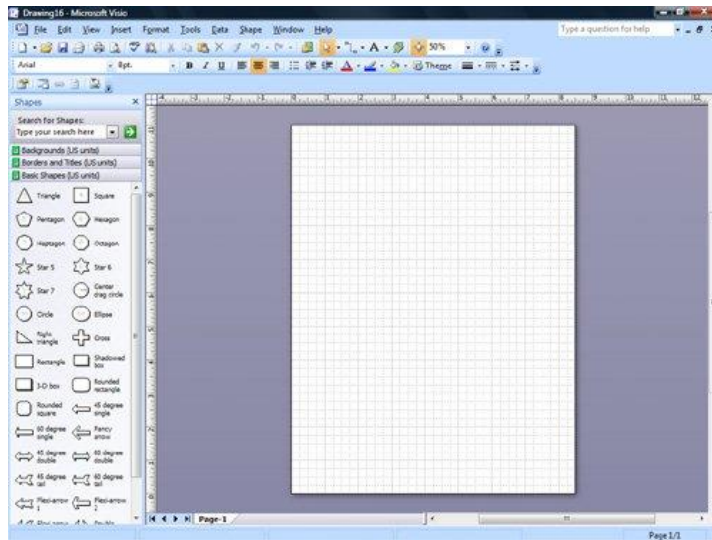 Drawing16 - Microsoft Visio
File Edit View Insert Format Tools Data Shape Window Help
Type a question for help
50%
Arial 8pt. B I U Theme
Shapes
Search for Shapes:
Type your search here
Backgrounds (US units)
Borders and Titles (US units)
Basic Shapes (US units)
Triangle Square
Pentagon Hexagon
Heptagon Octagon
Star 5 Star 6
Star 7 Center drag circle
Circle Ellipse
Right triangle Cross
Rectangle Shadowed box
3-D box Rounded rectangle
Rounded square 45 degree single
60 degree single Fancy arrow
45 degree double 60 degree double
45 degree tail 60 degree tail
Flexi-arrow 1 Flexi-arrow 2
Page-1
Page 1/1